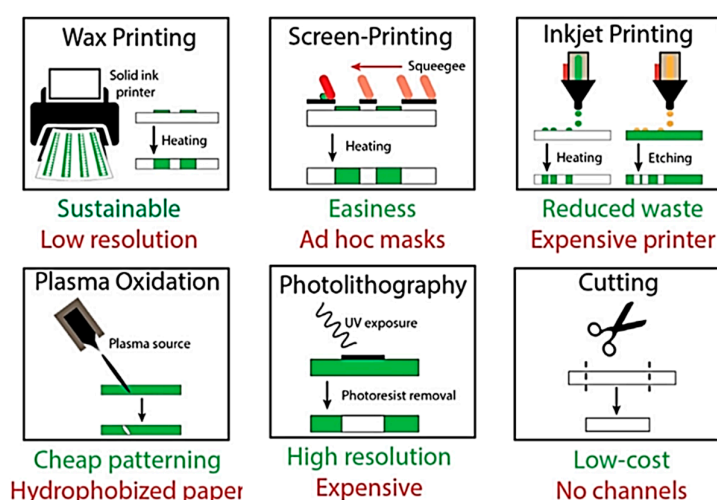 Wax Printing
Solid ink
printer
Heating
Sustainable
Low resolution
Screen-Printing
Squeegee
Heating
Easiness
Ad hoc masks
Inkjet Printing
Heating
Etching
Reduced waste
Expensive printer
Plasma Oxidation
Plasma source
Cheap patterning
Hydrophobized paper
Photolithography
UV exposure
Photoresist removal
High resolution
Expensive
Cutting
Low-cost
No channels